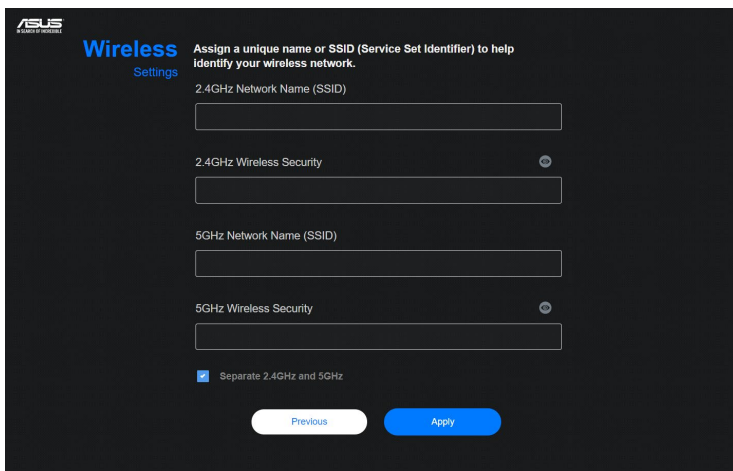 ASUS
IN SEARCH OF INCREDIBLE
Wireless
Settings
Assign a unique name or SSID (Service Set Identifier) to help
identify your wireless network.
2.4GHz Network Name (SSID)
2.4GHz Wireless Security
5GHz Network Name (SSID)
5GHz Wireless Security
Separate 2.4GHz and 5GHz
Previous
Apply